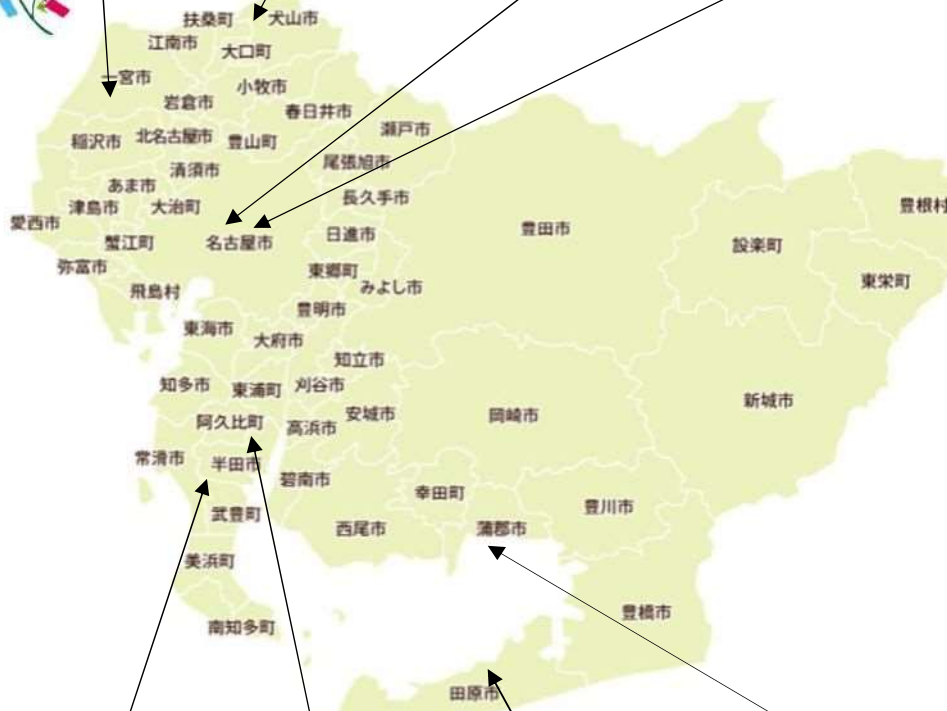 扶桑町
犬山市
江南市
大口町
一宮市
小牧市
岩倉市
春日井市
瀬戸市
稲沢市
北名古屋市
豊山町
尾張旭市
清須市
あま市
長久手市
津島市
大治町
豊根村
愛西市
日進市
豊田市
蟹江町
名古屋市
設楽町
弥富市
東郷町
みよし市
東栄町
飛島村
豊明市
東海市
大府市
知立市
知多市
東浦町
刈谷市
新城市
阿久比町
高浜市
安城市
岡崎市
常滑市
半田市
碧南市
幸田町
豊川市
武豊町
西尾市
蒲郡市
美浜町
豊橋市
南知多町
田原市